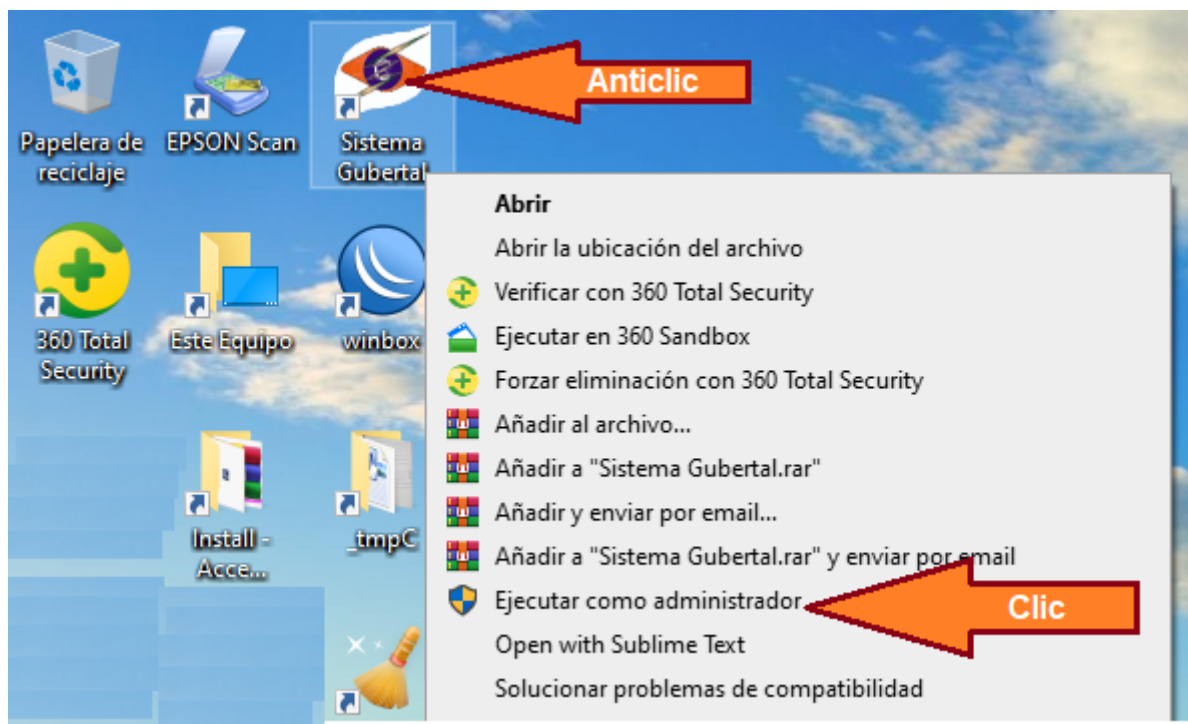 Anticlic
Papelera de
reciclaje
EPSON Scan
Sistema
Gubertal
360 Total
Security
Este Equipo
winbox
Install -
Acce...
_tmpC
Abrir
Abrir la ubicación del archivo
Verificar con 360 Total Security
Ejecutar en 360 Sandbox
Forzar eliminación con 360 Total Security
Añadir al archivo...
Añadir a "Sistema Gubertal.rar"
Añadir y enviar por email...
Añadir a "Sistema Gubertal.rar" y enviar por email
Ejecutar como administrador
Clic
Open with Sublime Text
Solucionar problemas de compatibilidad